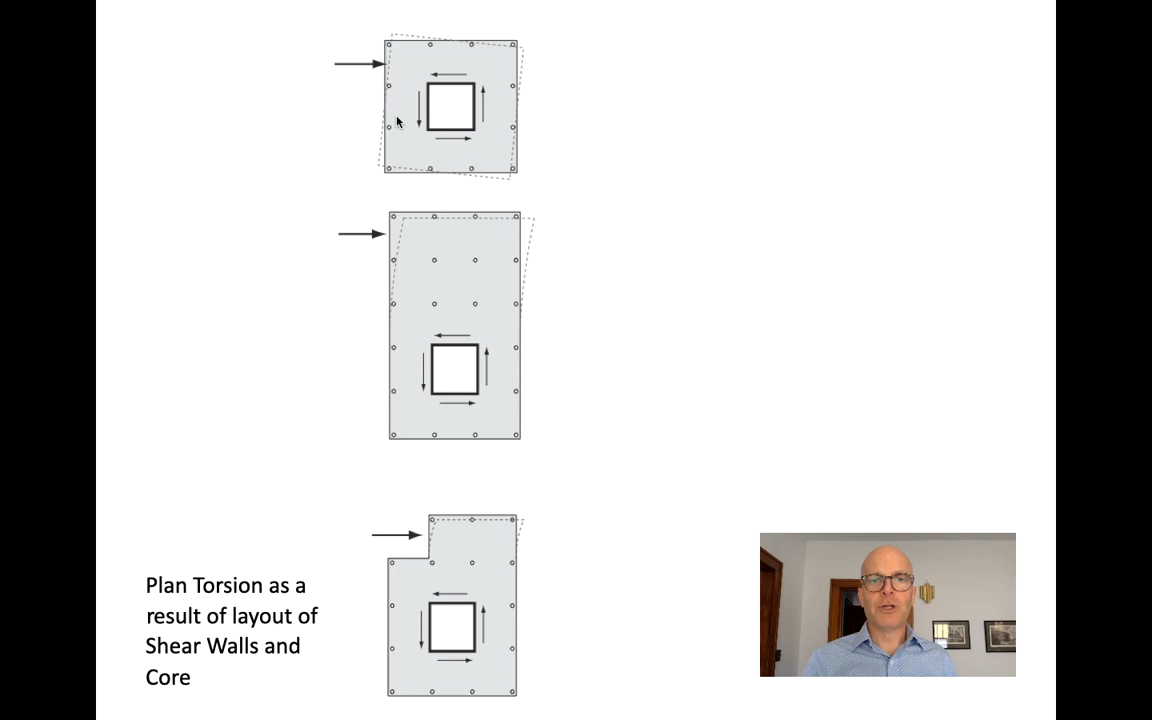 Plan Torsion as a
result of layout of
Shear Walls and
Core